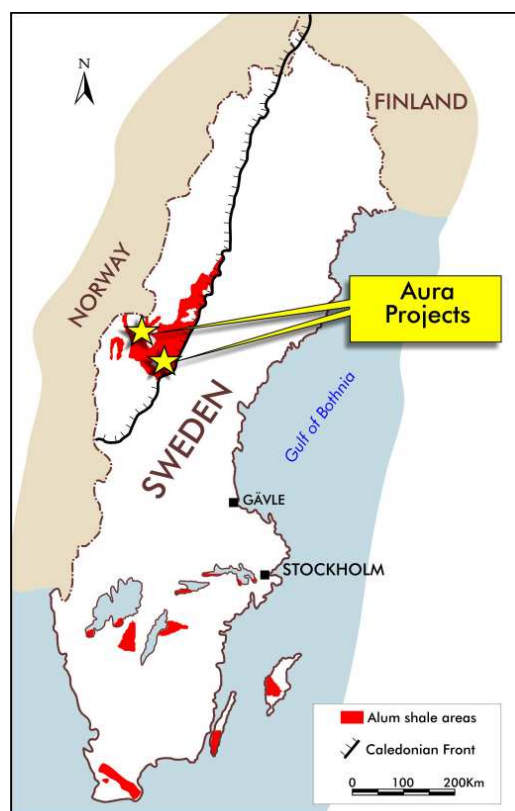 N
FINLAND
NORWAY
Aura
Projects
SWEDEN
Gulf of Bothnia
GÄVLE
STOCKHOLM
Alum shale areas
Caledonian Front
0 100 200Km